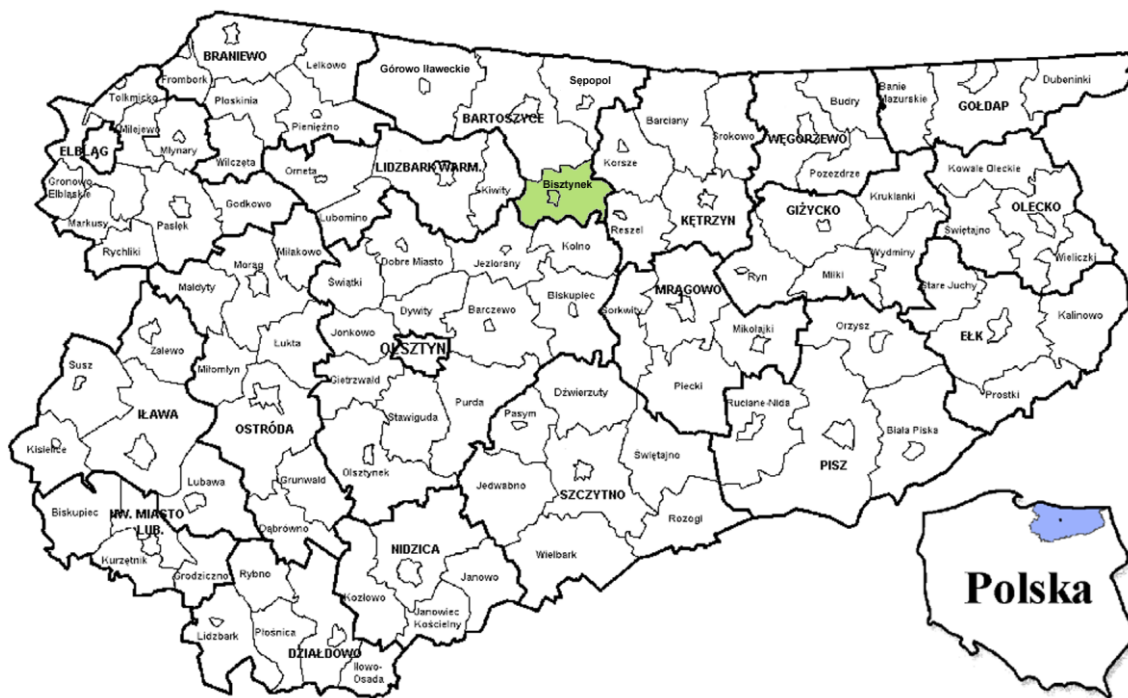 BRANIEWO
Lelkowo
Frombork
Górowo Iławeckie
Sępopol
Banie
Mazurskie
Dubeninki
GOŁDAP
Tolkmicko
Płoskinia
Budry
Milejewo
Pieniężno
BARTOSZYCE
Barciany
Srokowo
WĘGORZEWO
ELBLĄG
Młynary
Wilczęta
Orneta
LIDZBARK WARM.
Kiwity
Korsze
Pozezdrze
Kowale Oleckie
Gronowo
Elbląskie
Godkowo
Bisztynek
Kruklanki
Markusy
Pasłęk
Lubomino
Reszel
KĘTRZYN
GIŻYCKO
OLECKO
Rychliki
Miłakowo
Dobre Miasto
Jeziorany
Kolno
Świętajno
Wydminy
Wieliczki
Morąg
Małdyty
Świątki
Ryn
Miłki
Stare Juchy
Dywity
Barczewo
Biskupiec
Sorkwity
MRĄGOWO
Mikołajki
Orzysz
Kalinowo
Zalewo
Łukta
Jonkowo
OLSZTYN
EŁK
Susz
Miłomłyn
Gietrzwałd
Piecki
Prostki
Dźwierzuty
IŁAWA
OSTRÓDA
Stawiguda
Purda
Pasym
Ruciane-Nida
Biała Piska
Kisielice
Olsztynek
Świętajno
PISZ
Lubawa
Grunwald
Jedwabno
SZCZYTNO
Biskupiec
NW. MIASTO
LUB.
Dąbrówno
Rozogi
Kurzętnik
Grodziczno
Rybno
NIDZICA
Wielbark
Janowo
Kozłowo
Janowiec
Kościelny
Lidzbark
Płośnica
DZIAŁDOWO
Iłowo-
Osada
Polska